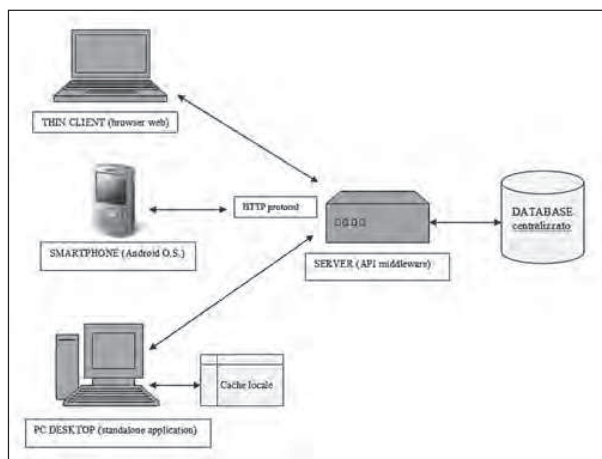 THIN CLIENT (browser web)
HTTP protocol
SMARTPHONE (Android O.S.)
SERVER (API middleware)
DATABASE
centralizzato
Cache locale
PC DESKTOP (standalone application)